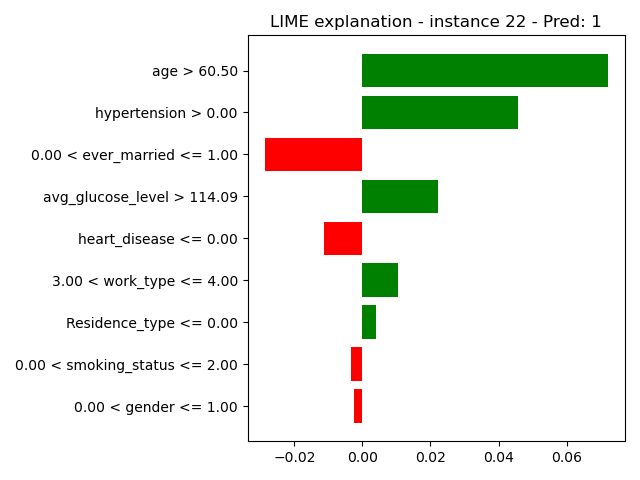 LIME explanation - instance 22 - Pred: 1
age > 60.50
hypertension > 0.00
0.00 < ever_married <= 1.00
avg_glucose_level > 114.09
heart_disease <= 0.00
3.00 < work_type <= 4.00
Residence_type <= 0.00
0.00 < smoking_status <= 2.00
0.00 < gender <= 1.00
−0.02 0.00 0.02 0.04 0.06